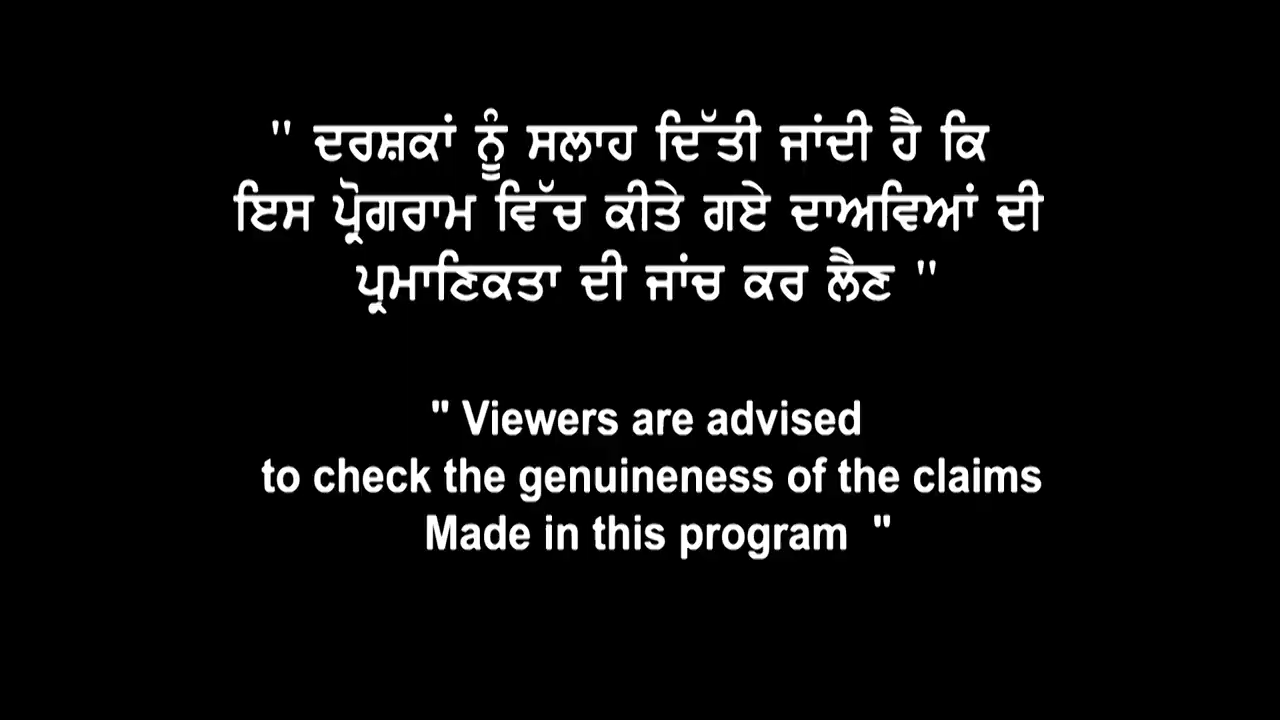 " ਦਰਸ਼ਕਾਂ ਨੂੰ ਸਲਾਹ ਦਿੱਤੀ ਜਾਂਦੀ ਹੈ ਕਿ
ਇਸ ਪ੍ਰੋਗਰਾਮ ਵਿੱਚ ਕੀਤੇ ਗਏ ਦਾਅਵਿਆਂ ਦੀ
ਪ੍ਰਮਾਣਿਕਤਾ ਦੀ ਜਾਂਚ ਕਰ ਲੈਣ "
" Viewers are advised
to check the genuineness of the claims
Made in this program "